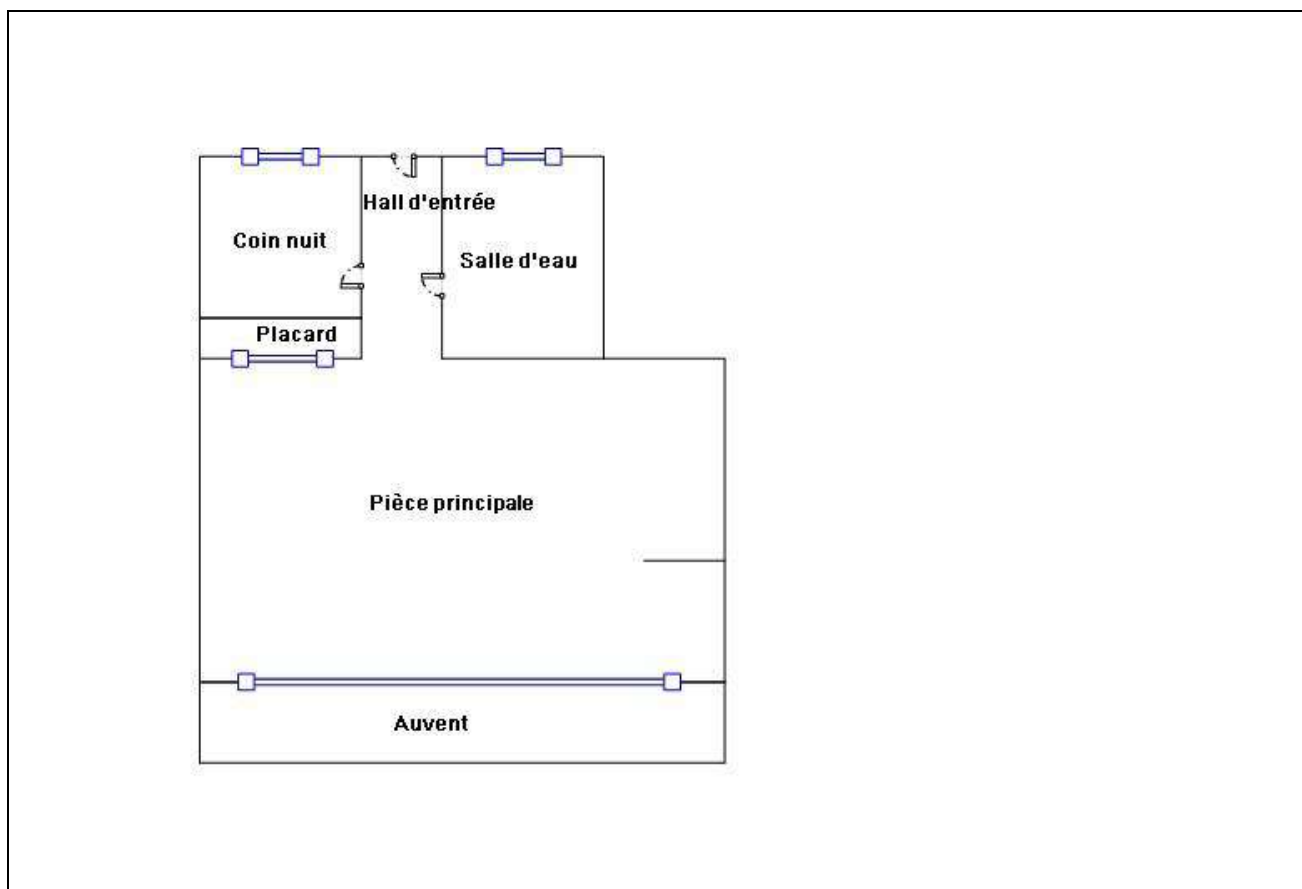 Hall d'entrée
Coin nuit
Salle d'eau
Placard
Pièce principale
Auvent